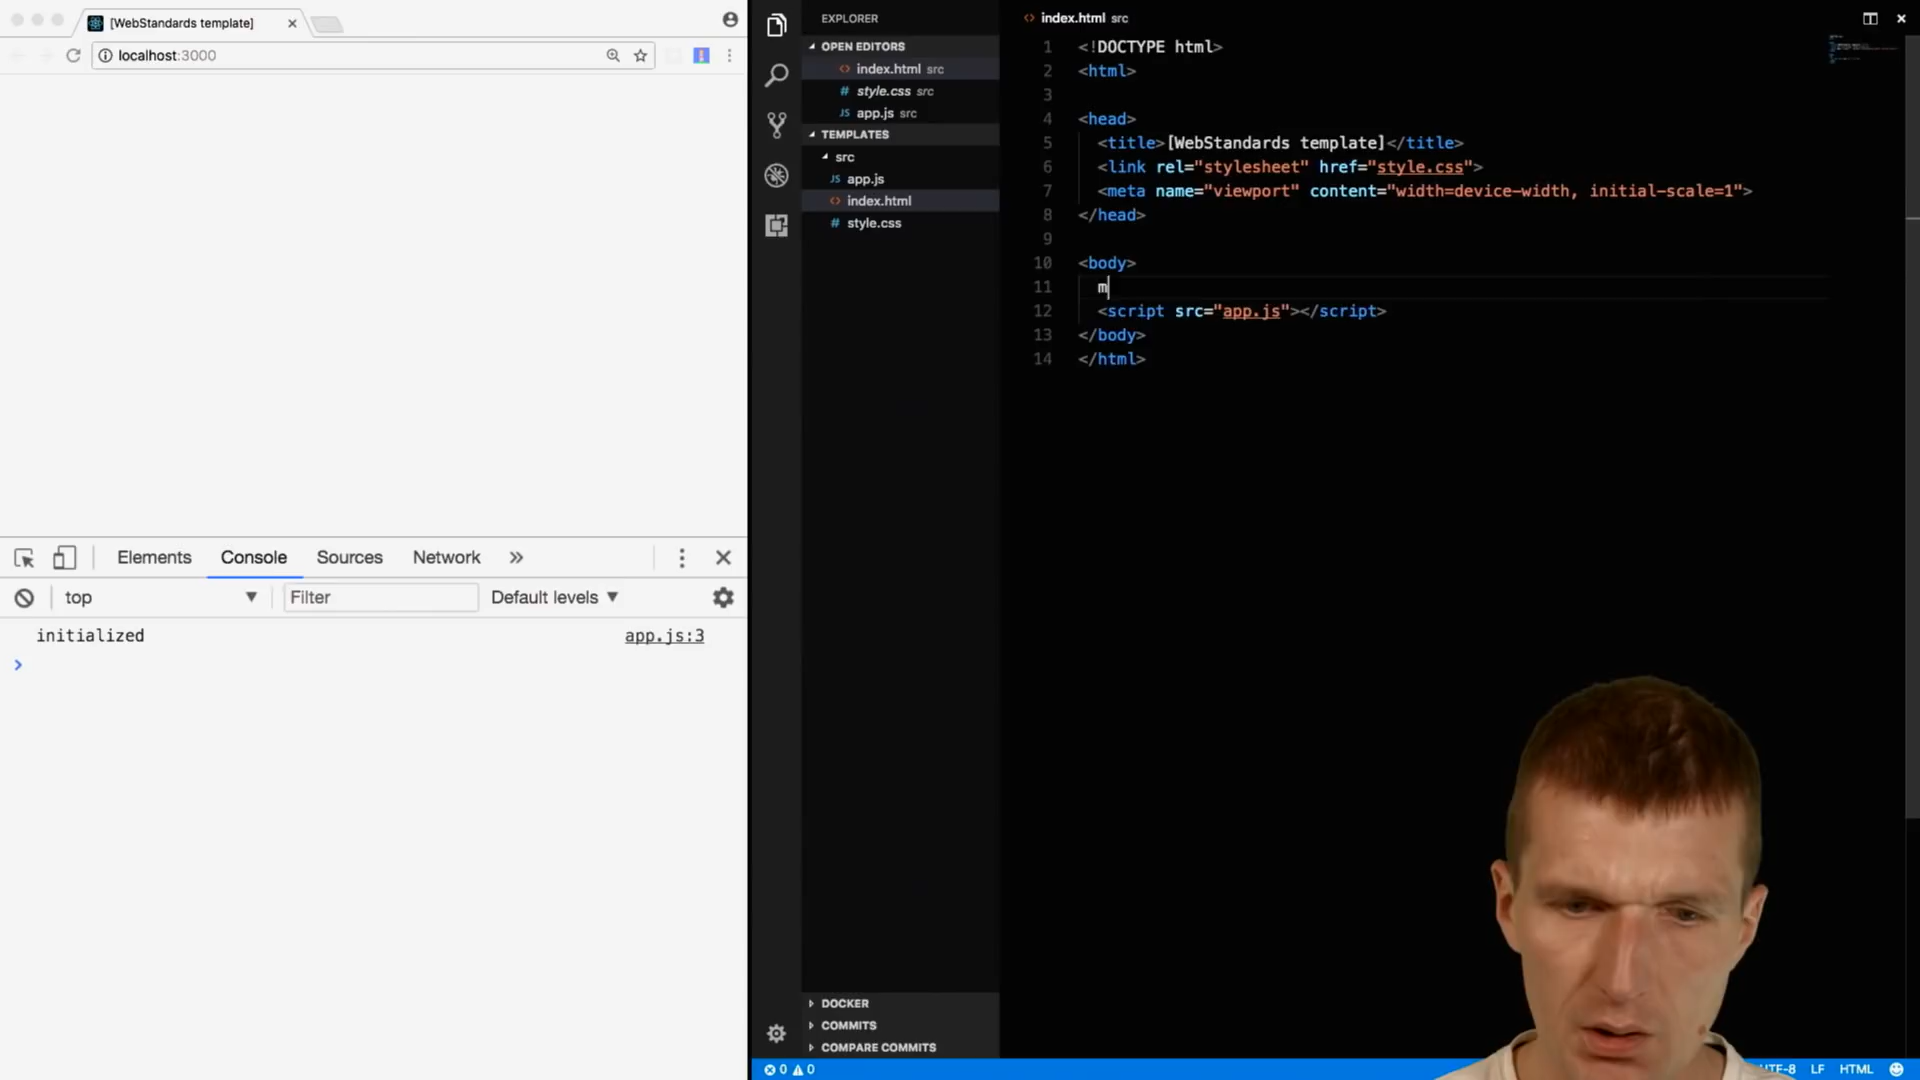 [WebStandards template]
localhost:3000
Elements Console Sources Network »
top Filter Default levels
initialized app.js:3
EXPLORER
OPEN EDITORS
index.html src
style.css src
app.js src
TEMPLATES
src
JS app.js
index.html
# style.css
DOCKER
COMMITS
COMPARE COMMITS
index.html src
1 <!DOCTYPE html>
2 <html>
3
4 <head>
5 <title>[WebStandards template]</title>
6 <link rel="stylesheet" href="style.css">
7 <meta name="viewport" content="width=device-width, initial-scale=1">
8 </head>
9
10 <body>
11 m
12 <script src="app.js"></script>
13 </body>
14 </html>
0 0 UTF-8 LF HTML